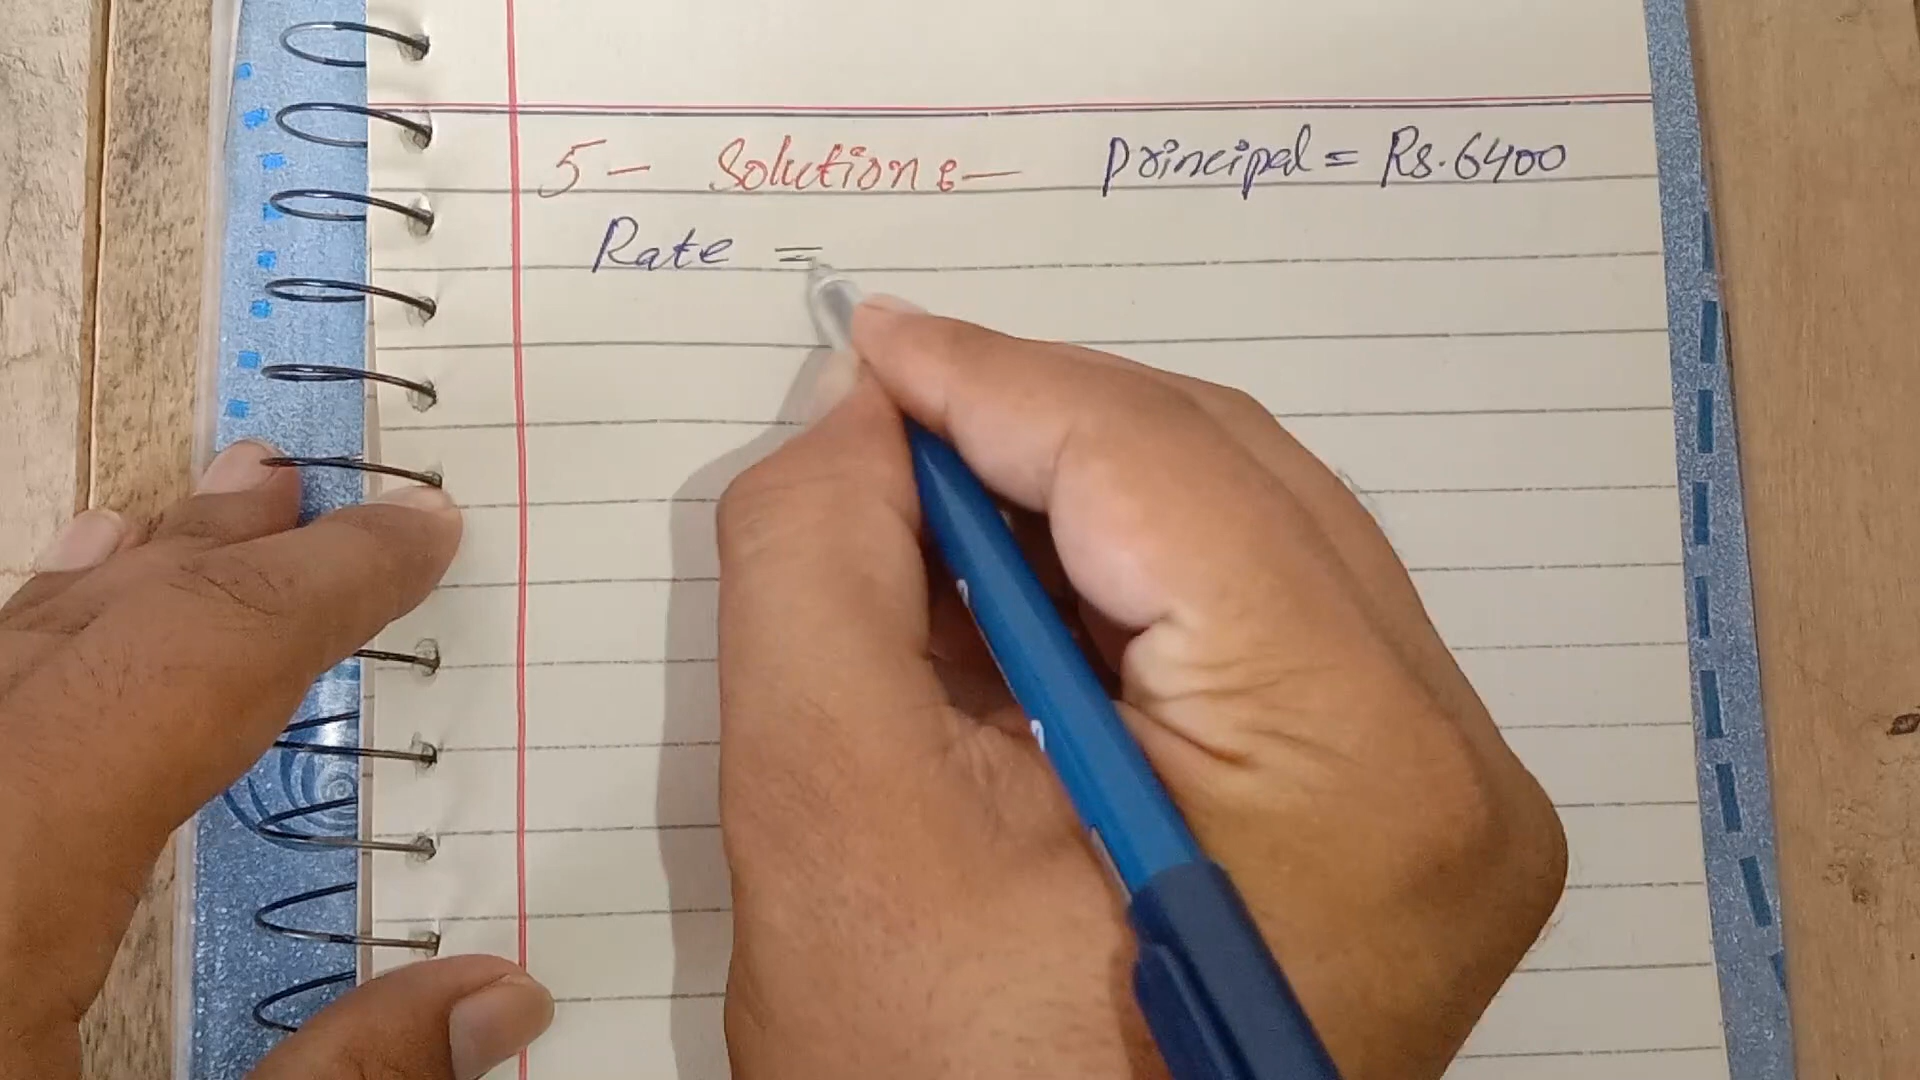 5- Solution :- Principal = Rs. 6400
Rate =